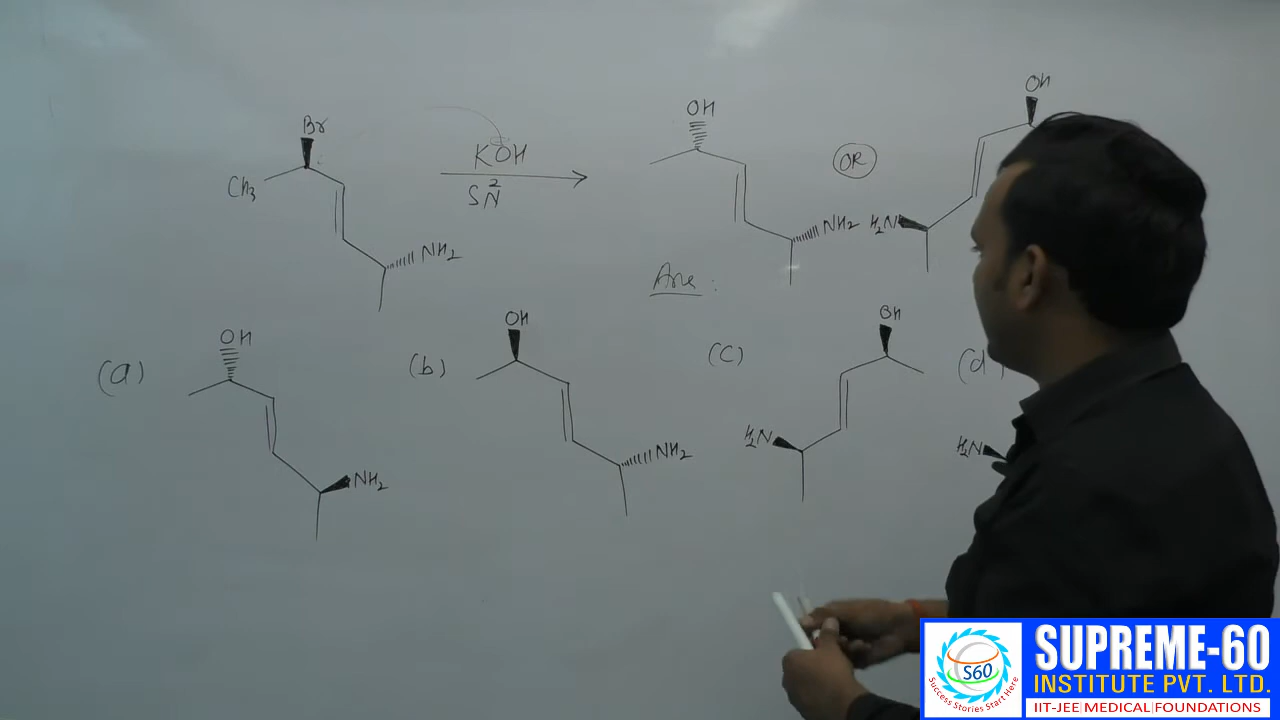 Br
CH3
NH2
KOH
SN2
OH
NH2
OR
OH
H2N
Ans :
(a)
OH
NH2
(b)
OH
NH2
(c)
OH
H2N
(d)
H2N
S60
Success Stories Start Here
SUPREME-60
INSTITUTE PVT. LTD.
IIT-JEE|MEDICAL|FOUNDATIONS